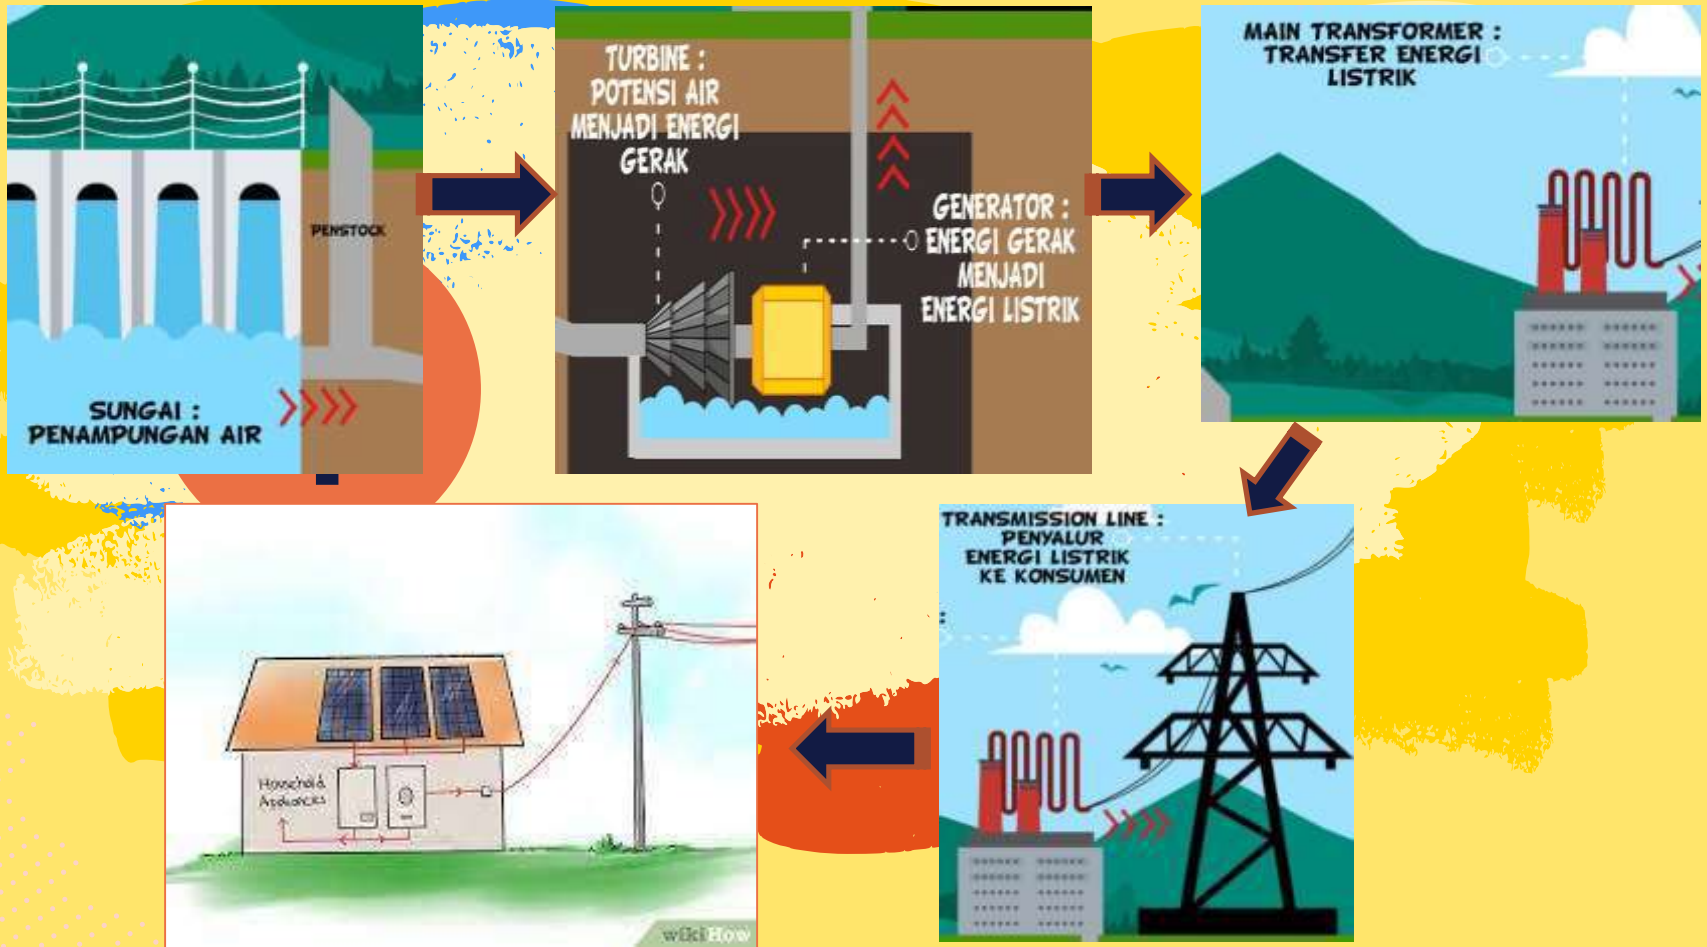 PENSTOCK
SUNGAI :
PENAMPUNGAN AIR
TURBINE :
POTENSI AIR
MENJADI ENERGI
GERAK
GENERATOR :
ENERGI GERAK
MENJADI
ENERGI LISTRIK
MAIN TRANSFORMER :
TRANSFER ENERGI
LISTRIK
TRANSMISSION LINE :
PENYALUR
ENERGI LISTRIK
KE KONSUMEN
:
Household
Appliances
wikiHow